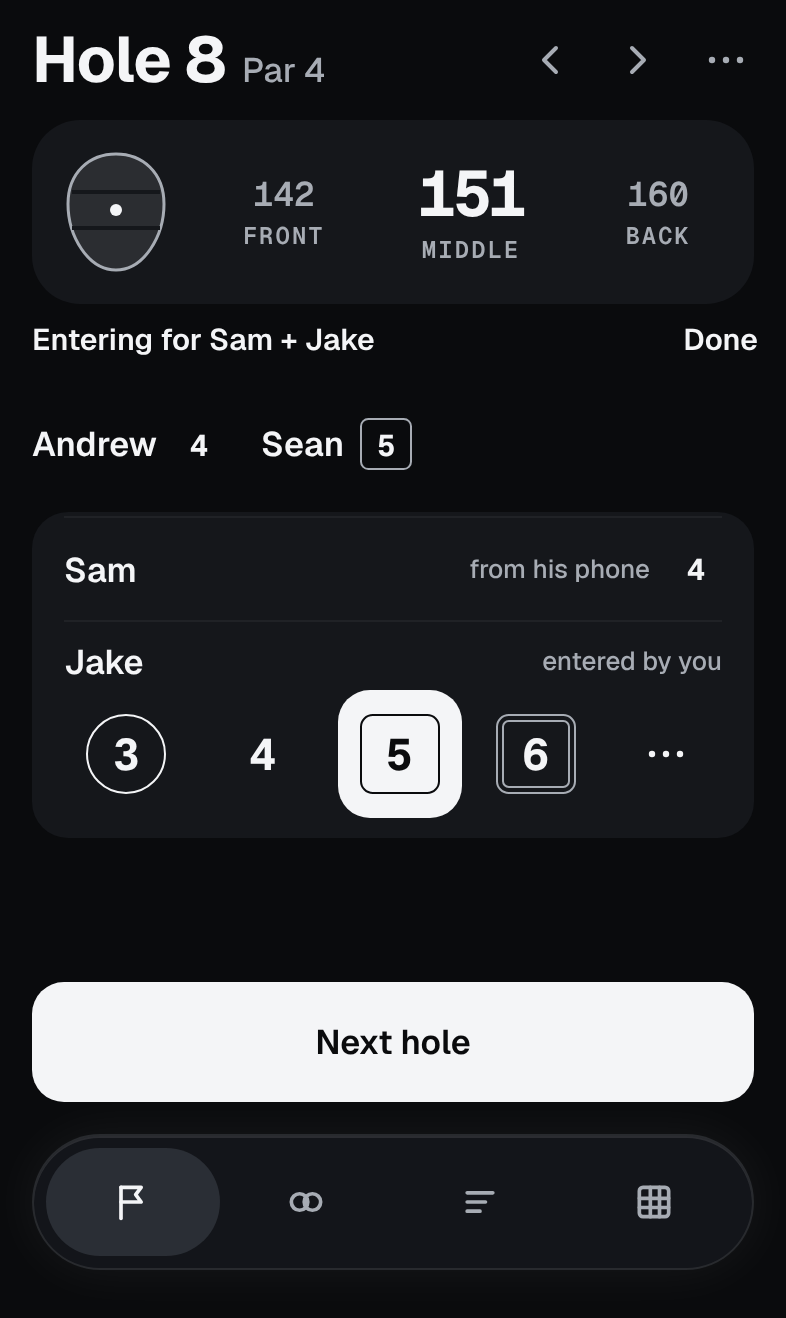 Hole 8 Par 4
142 151 160
FRONT MIDDLE BACK
Entering for Sam + Jake Done
Andrew 4 Sean 5
Sam from his phone 4
Jake entered by you
3 4 5 6
Next hole